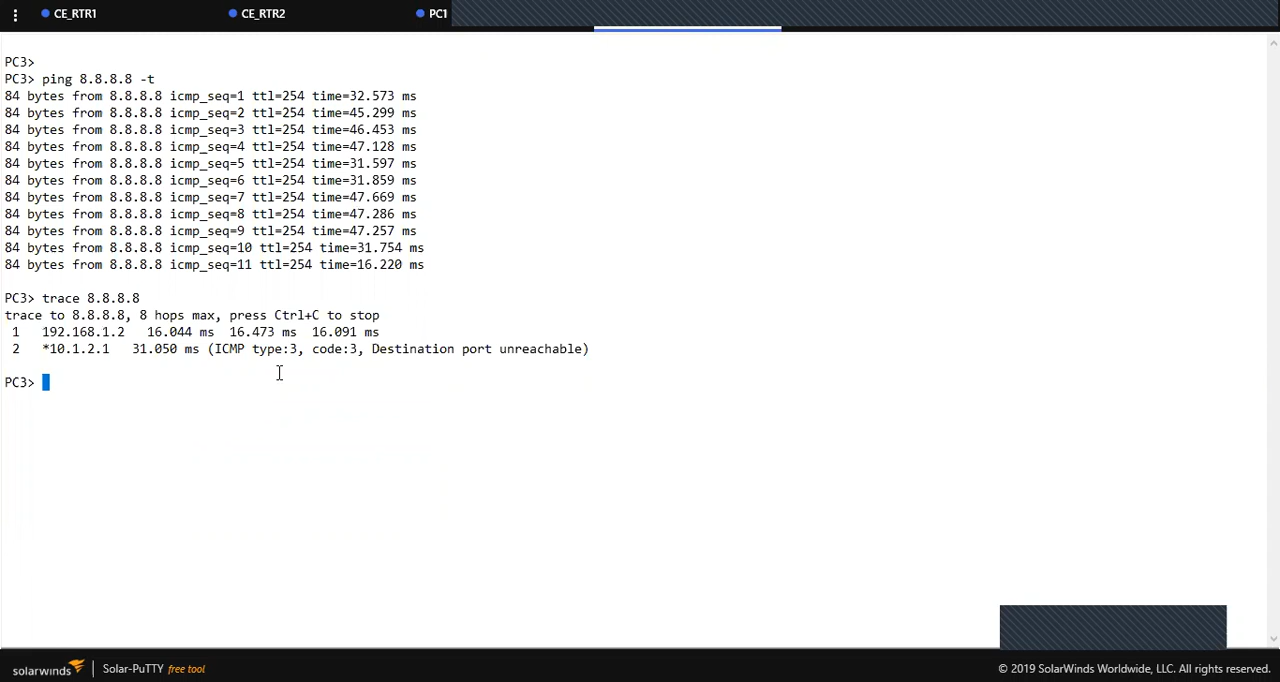 CE_RTR1 CE_RTR2 PC1
PC3>
PC3> ping 8.8.8.8 -t
84 bytes from 8.8.8.8 icmp_seq=1 ttl=254 time=32.573 ms
84 bytes from 8.8.8.8 icmp_seq=2 ttl=254 time=45.299 ms
84 bytes from 8.8.8.8 icmp_seq=3 ttl=254 time=46.453 ms
84 bytes from 8.8.8.8 icmp_seq=4 ttl=254 time=47.128 ms
84 bytes from 8.8.8.8 icmp_seq=5 ttl=254 time=31.597 ms
84 bytes from 8.8.8.8 icmp_seq=6 ttl=254 time=31.859 ms
84 bytes from 8.8.8.8 icmp_seq=7 ttl=254 time=47.669 ms
84 bytes from 8.8.8.8 icmp_seq=8 ttl=254 time=47.286 ms
84 bytes from 8.8.8.8 icmp_seq=9 ttl=254 time=47.257 ms
84 bytes from 8.8.8.8 icmp_seq=10 ttl=254 time=31.754 ms
84 bytes from 8.8.8.8 icmp_seq=11 ttl=254 time=16.220 ms
PC3> trace 8.8.8.8
trace to 8.8.8.8, 8 hops max, press Ctrl+C to stop
1 192.168.1.2 16.044 ms 16.473 ms 16.091 ms
2 *10.1.2.1 31.050 ms (ICMP type:3, code:3, Destination port unreachable)
PC3>
solarwinds Solar-PuTTY free tool © 2019 SolarWinds Worldwide, LLC. All rights reserved.